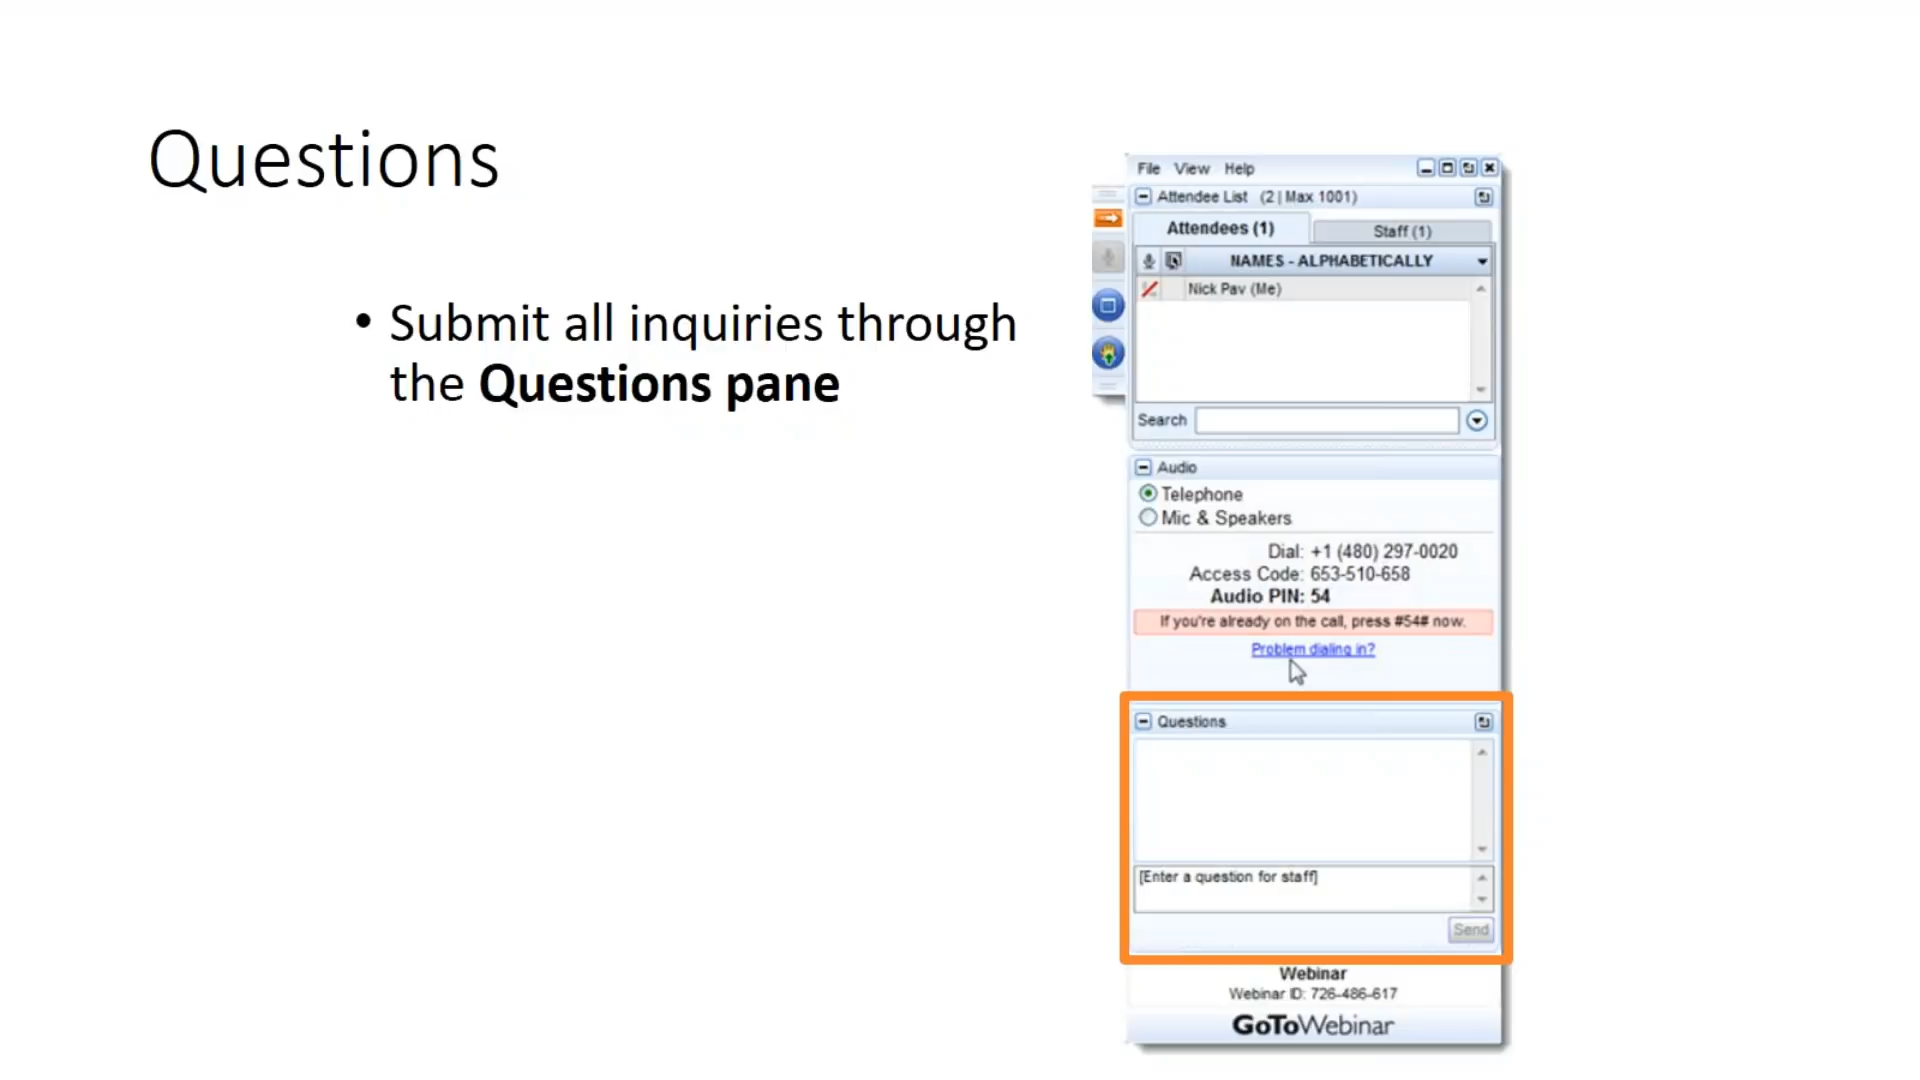 Questions
• Submit all inquiries through
the Questions pane
File View Help
Attendee List (2 | Max 1001)
Attendees (1)
Staff (1)
NAMES - ALPHABETICALLY
Nick Pav (Me)
Search
Audio
Telephone
Mic & Speakers
Dial: +1 (480) 297-0020
Access Code: 653-510-658
Audio PIN: 54
If you're already on the call, press #54# now.
Problem dialing in?
Questions
[Enter a question for staff]
Send
Webinar
Webinar ID: 726-486-617
GoToWebinar